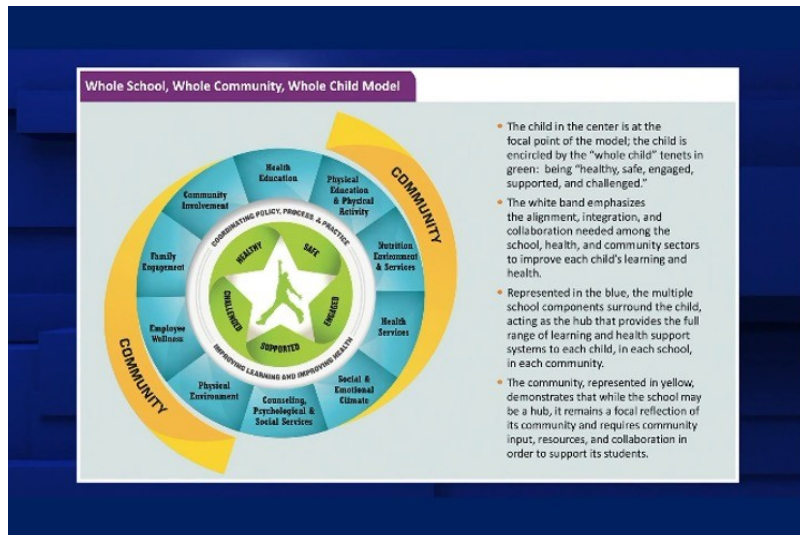 Whole School, Whole Community, Whole Child Model
COMMUNITY
Health
Education
Physical
Education
& Physical
Activity
Nutrition
Environment
& Services
Health
Services
Social &
Emotional
Climate
Counseling,
Psychological &
Social Services
Physical
Environment
Employee
Wellness
Family
Engagement
Community
Involvement
COORDINATING POLICY, PROCESS, & PRACTICE
IMPROVING LEARNING AND IMPROVING HEALTH
HEALTHY
SAFE
ENGAGED
SUPPORTED
CHALLENGED
COMMUNITY
• The child in the center is at the
focal point of the model; the child is
encircled by the “whole child” tenets in
green: being “healthy, safe, engaged,
supported, and challenged.”
• The white band emphasizes
the alignment, integration, and
collaboration needed among the
school, health, and community sectors
to improve each child's learning and
health.
• Represented in the blue, the multiple
school components surround the child,
acting as the hub that provides the full
range of learning and health support
systems to each child, in each school,
in each community.
• The community, represented in yellow,
demonstrates that while the school may
be a hub, it remains a focal reflection of
its community and requires community
input, resources, and collaboration in
order to support its students.